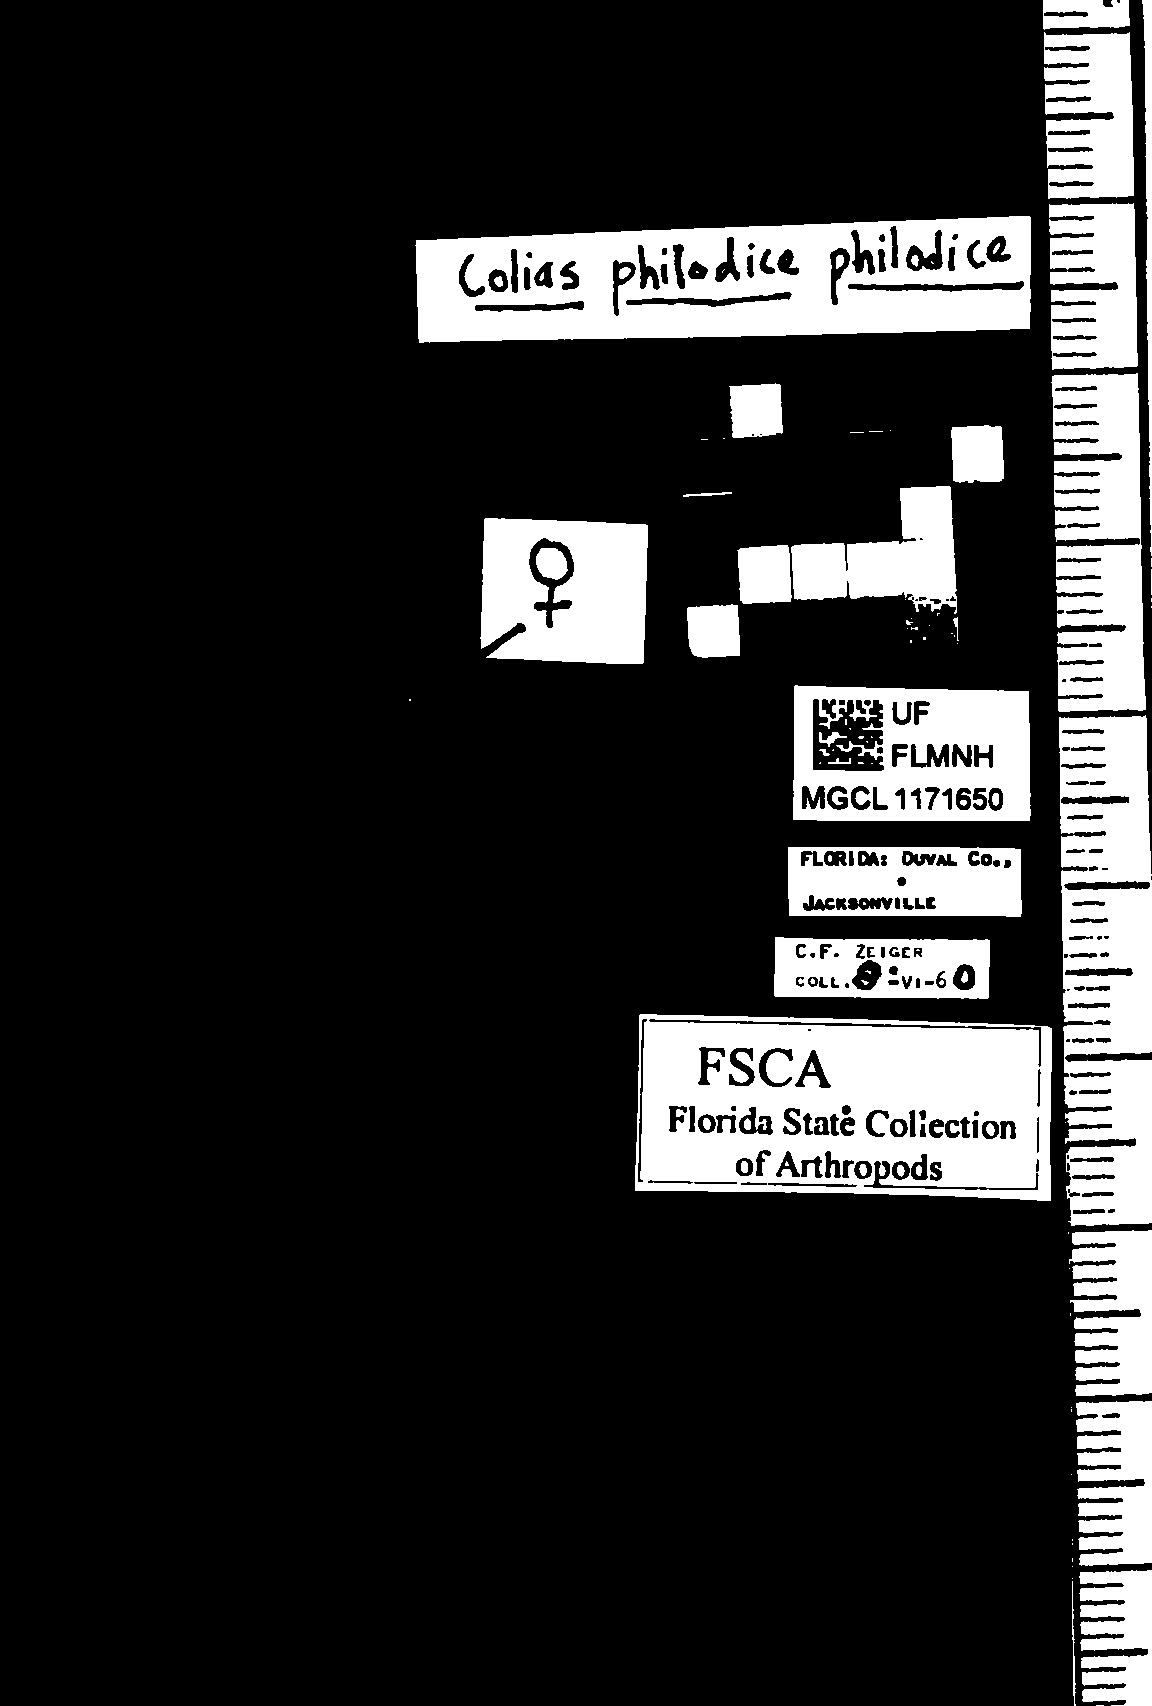 Colias philodice philodice
♀
UF
FLMNH
MGCL 1171650
FLORIDA: DUVAL CO.,
JACKSONVILLE
C.F. ZEIGER
COLL. -VI-60
FSCA
Florida State Collection
of Arthropods